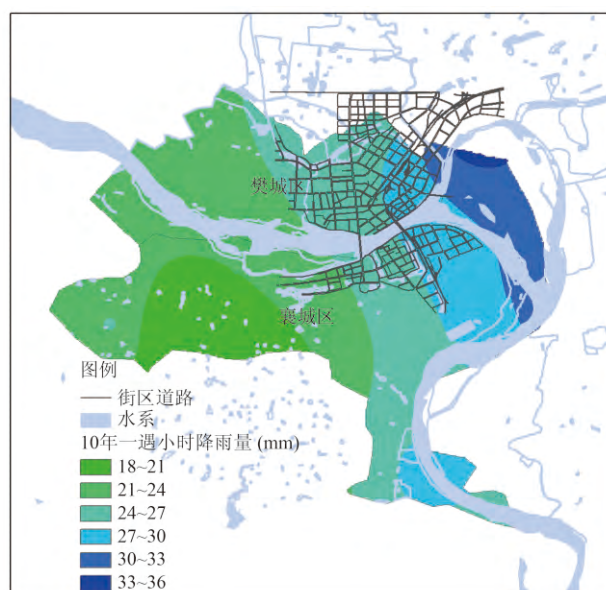 樊城区
襄城区
图例
街区道路
水系
10年一遇小时降雨量 (mm)
18~21
21~24
24~27
27~30
30~33
33~36